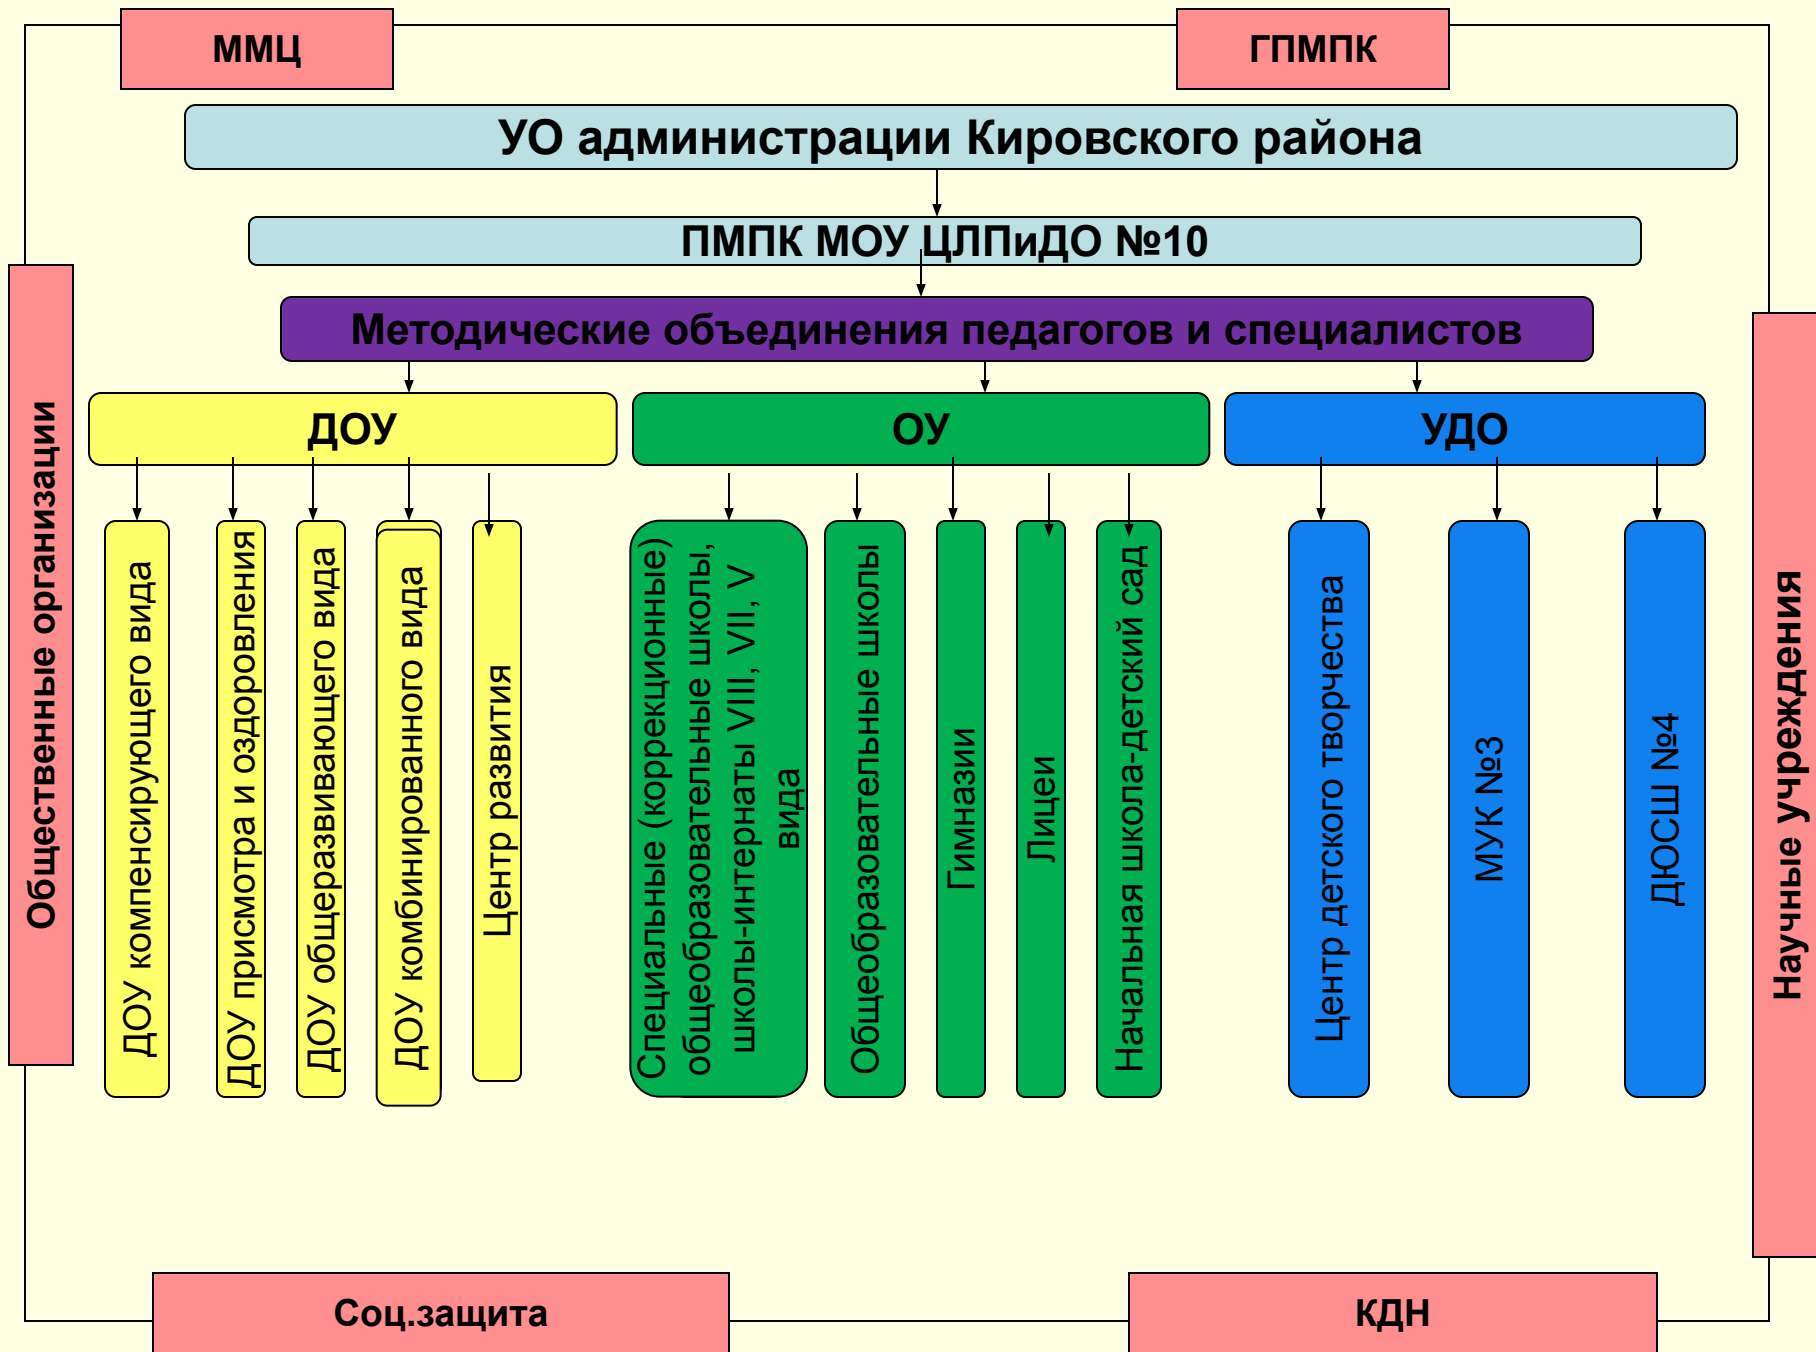 ММЦ
ГПМПК
УО администрации Кировского района
ПМПК МОУ ЦЛПиДО №10
Методические объединения педагогов и специалистов
Общественные организации
Научные учреждения
ДОУ
ОУ
УДО
ДОУ компенсирующего вида
ДОУ присмотра и оздоровления
ДОУ общеразвивающего вида
ДОУ комбинированного вида
Центр развития
Специальные (коррекционные)
общеобразовательные школы,
школы-интернаты VIII, VII, V
вида
Общеобразовательные школы
Гимназии
Лицеи
Начальная школа-детский сад
Центр детского творчества
МУК №3
ДЮСШ №4
Соц.защита
КДН